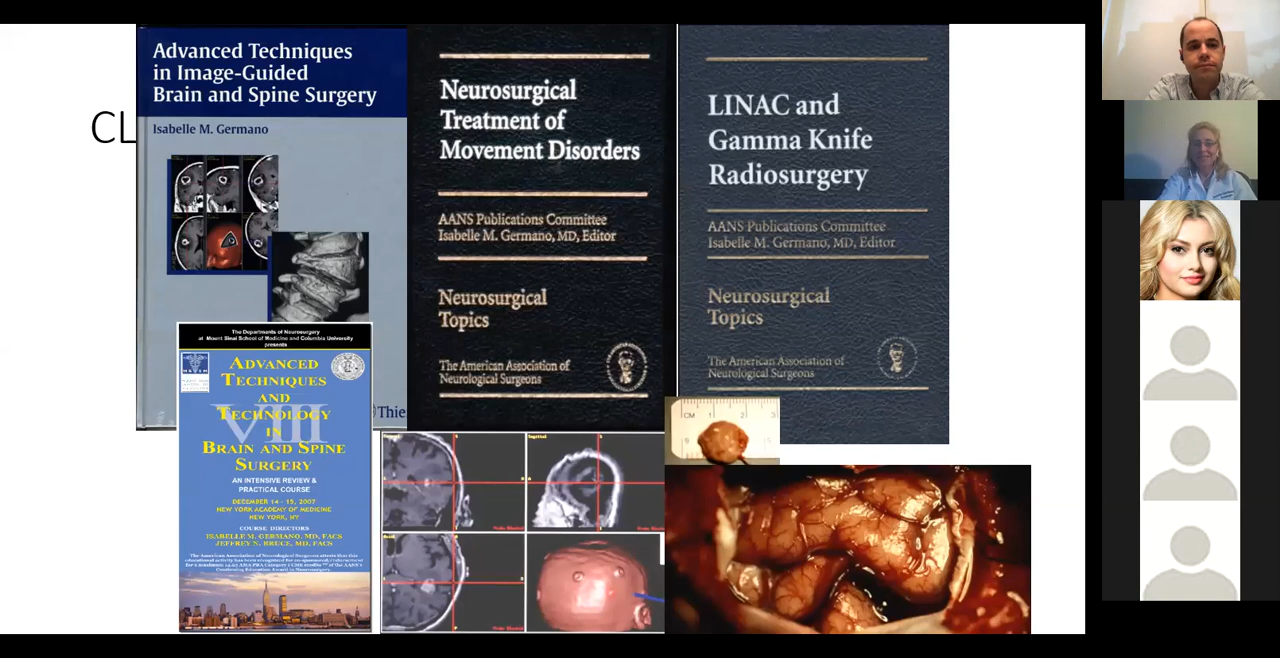 CL
Advanced Techniques
in Image-Guided
Brain and Spine Surgery
Isabelle M. Germano
Thie
Neurosurgical
Treatment of
Movement Disorders
AANS Publications Committee
Isabelle M. Germano, MD, Editor
Neurosurgical
Topics
The American Association of
Neurological Surgeons
LINAC and
Gamma Knife
Radiosurgery
AANS Publications Committee
Isabelle M. Germano, MD, Editor
Neurosurgical
Topics
The American Association of
Neurological Surgeons
The Departments of Neurosurgery
at Mount Sinai School of Medicine and Columbia University
presents
VIII
ADVANCED
TECHNIQUES
AND
TECHNOLOGY
IN
BRAIN AND SPINE
SURGERY
AN INTENSIVE REVIEW &
PRACTICAL COURSE
DECEMBER 14 - 15, 2007
NEW YORK ACADEMY OF MEDICINE
NEW YORK, NY
COURSE DIRECTORS
ISABELLE M. GERMANO, MD, FACS
JEFFREY N. BRUCE, MD, FACS
CM 1 2 3